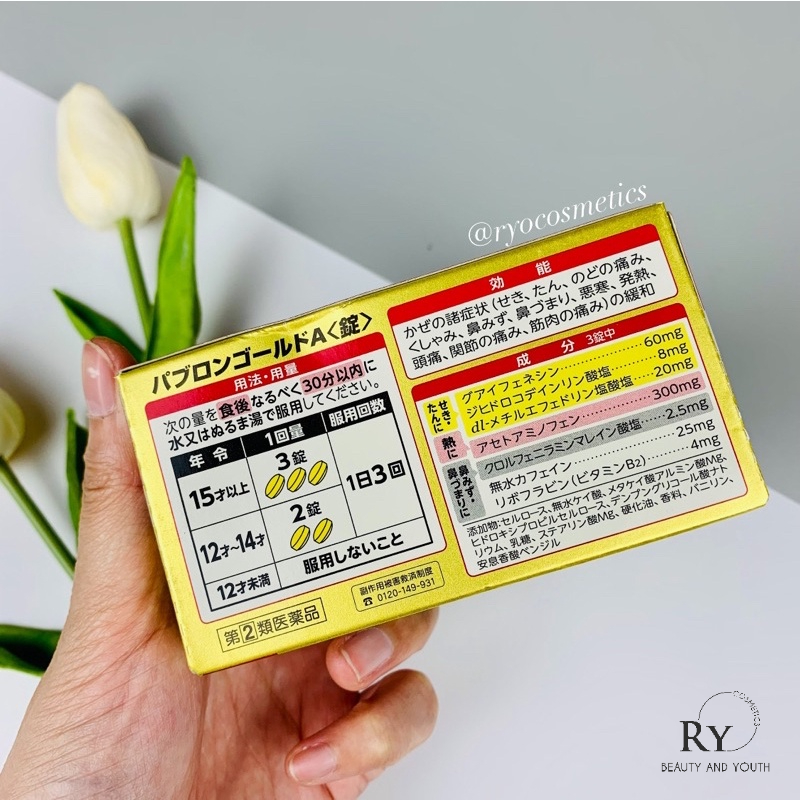 @ryocosmetics
パブロンゴールドA〈錠〉
用法・用量
次の量を食後なるべく30分以内に
水又はぬるま湯で服用してください。
年令 1回量 服用回数
15才以上 3錠 1日3回
12才~14才 2錠
12才未満 服用しないこと
第②類医薬品
副作用被害救済制度
☎ 0120-149-931
効能
かぜの諸症状(せき、たん、のどの痛み、
くしゃみ、鼻みず、鼻づまり、悪寒、発熱、
頭痛、関節の痛み、筋肉の痛み)の緩和
成分 3錠中
せき・たんに
グアイフェネシン 60mg
ジヒドロコデインリン酸塩 8mg
dl-メチルエフェドリン塩酸塩 20mg
熱に
アセトアミノフェン 300mg
鼻みず・鼻づまりに
クロルフェニラミンマレイン酸塩 2.5mg
無水カフェイン 25mg
リボフラビン(ビタミンB2) 4mg
添加物:セルロース、無水ケイ酸、メタケイ酸アルミン酸Mg、
ヒドロキシプロピルセルロース、デンプングリコール酸ナト
リウム、乳糖、ステアリン酸Mg、硬化油、香料、バニリン、
安息香酸ベンジル
COSMETICS
RY
BEAUTY AND YOUTH